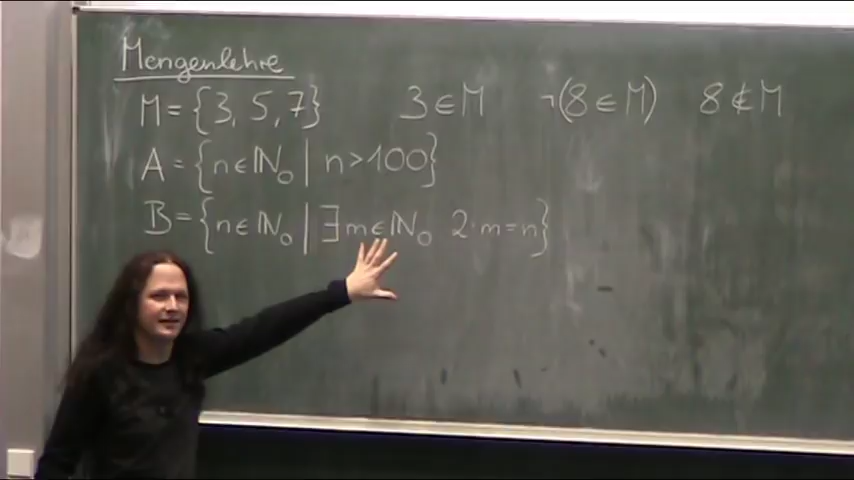 Mengenlehre
M = {3, 5, 7} 3 ∈ M ¬(8 ∈ M) 8 ∉ M
A = {n ∈ ℕ₀ | n > 100}
B = {n ∈ ℕ₀ | ∃ m ∈ ℕ₀ 2 · m = n}